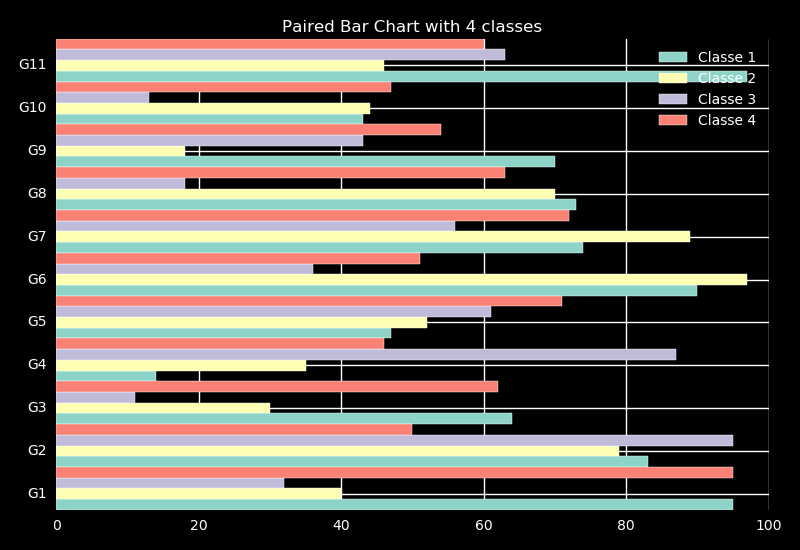 Paired Bar Chart with 4 classes
G11
G10
G9
G8
G7
G6
G5
G4
G3
G2
G1
0 20 40 60 80 100
Classe 1
Classe 2
Classe 3
Classe 4